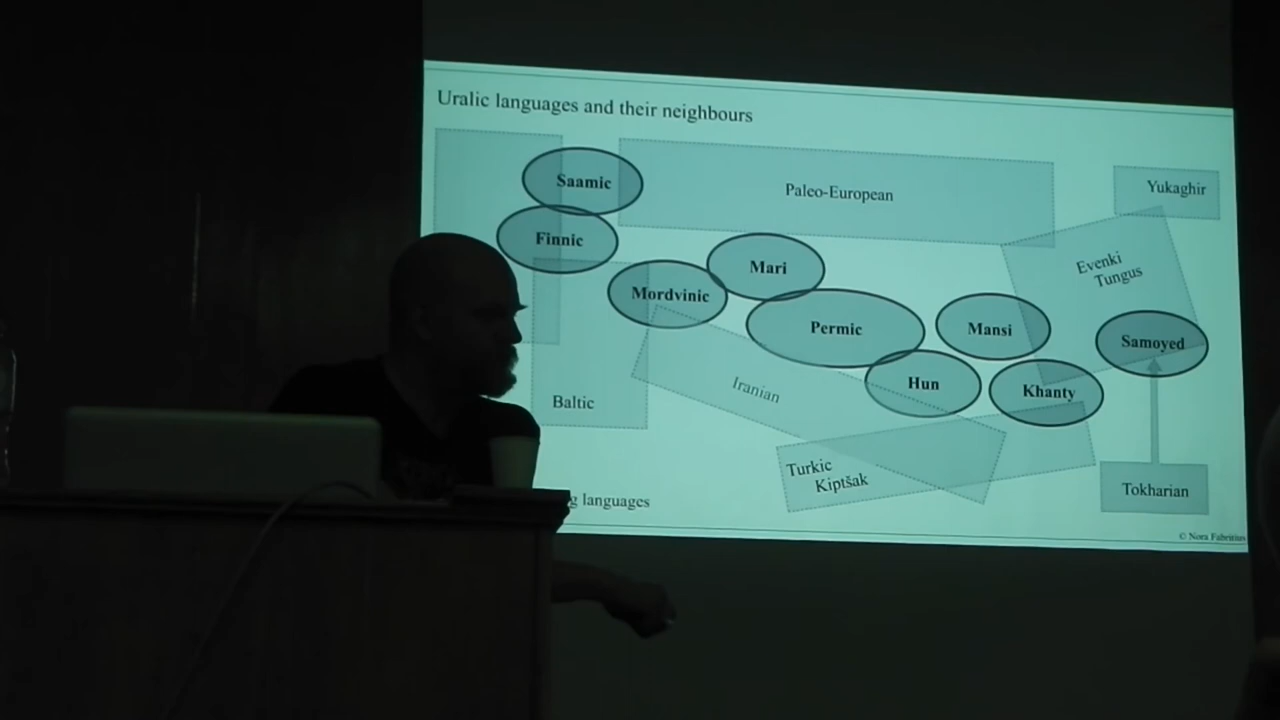 Uralic languages and their neighbours
Saamic
Paleo-European
Yukaghir
Finnic
Mari
Evenki
Tungus
Mordvinic
Permic
Mansi
Samoyed
Hun
Khanty
Iranian
Baltic
Turkic
Kiptšak
Tokharian
languages
© Nora Fabritius